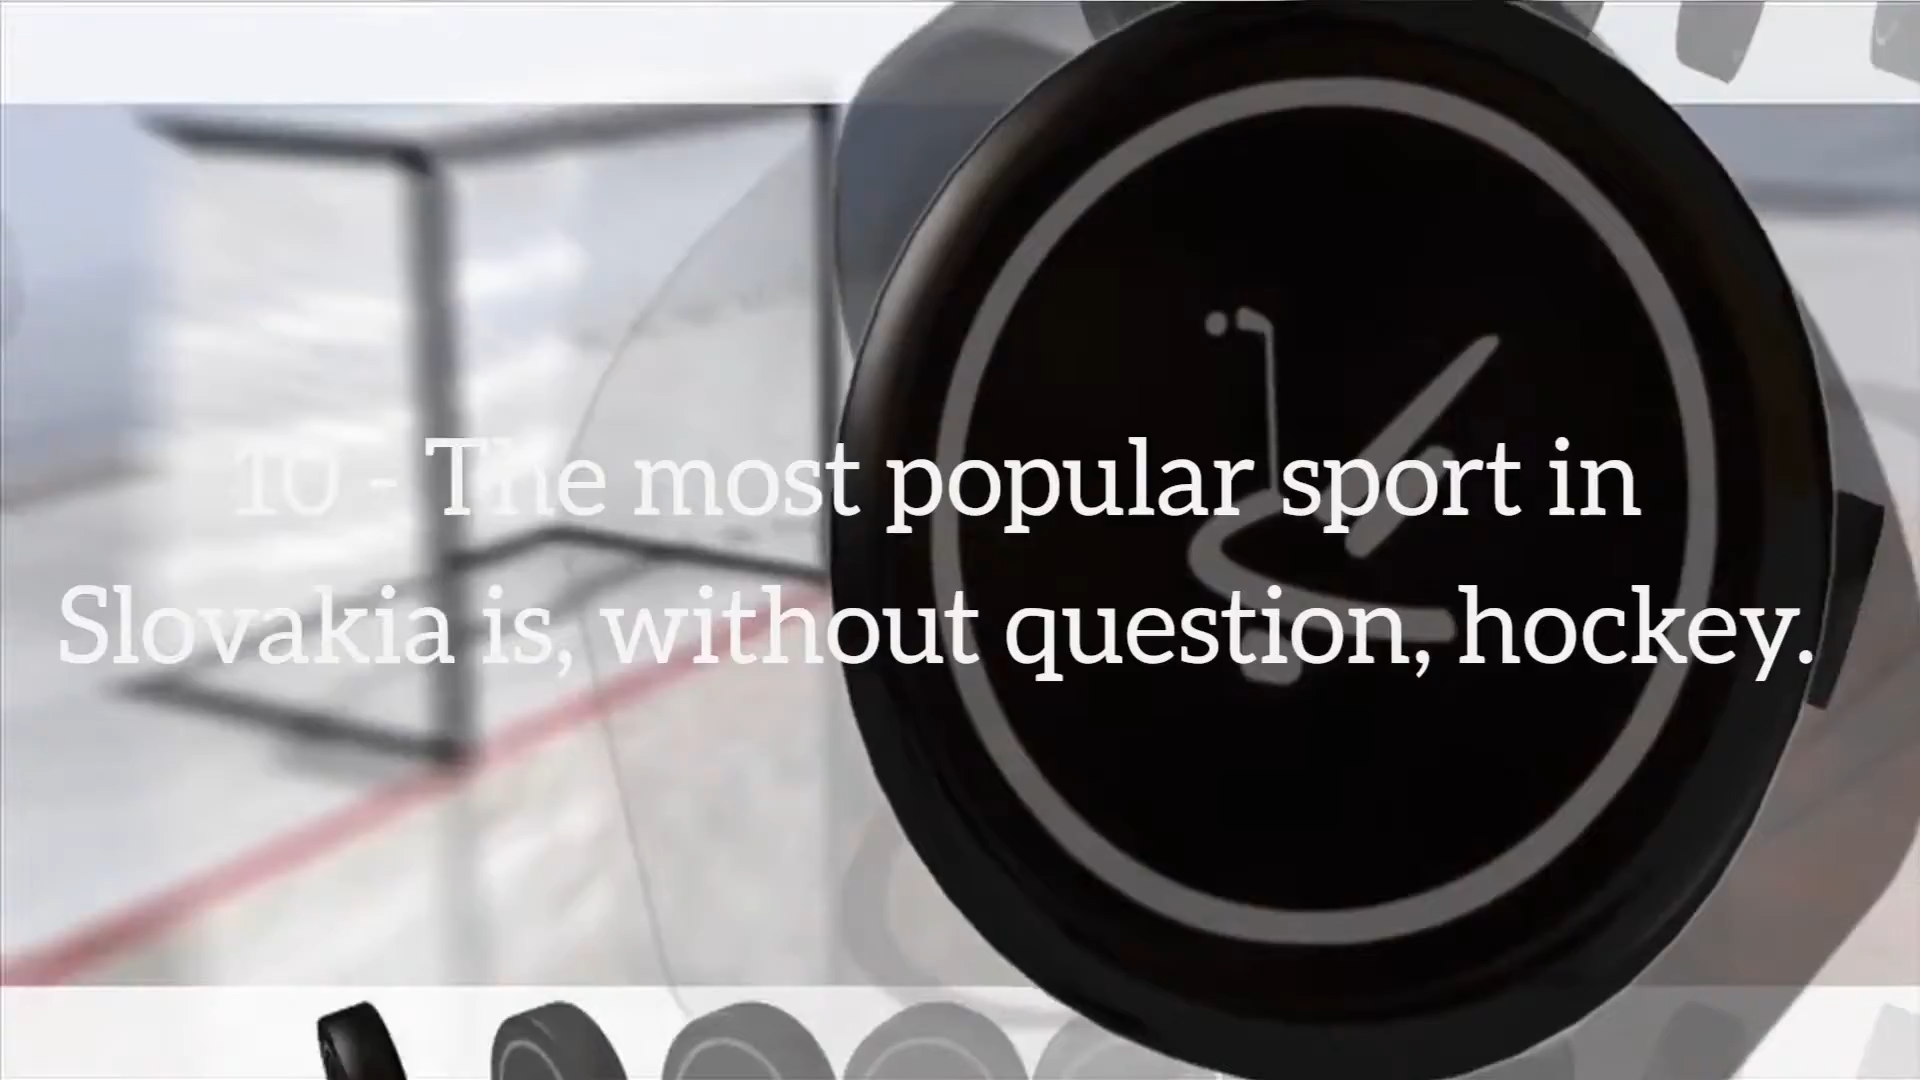 10 - The most popular sport in
Slovakia is, without question, hockey.